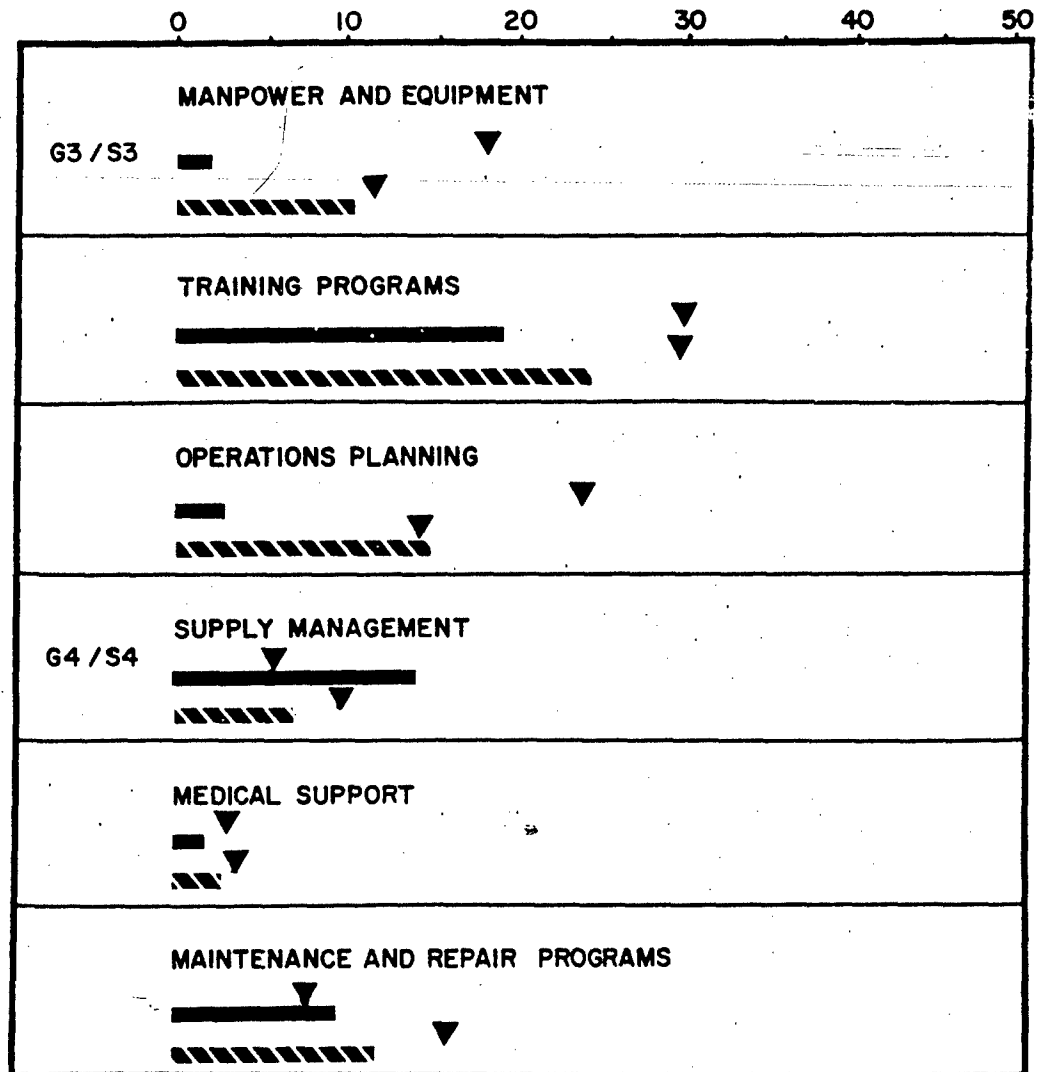 0 10 20 30 40 50
MANPOWER AND EQUIPMENT
G3/S3
TRAINING PROGRAMS
OPERATIONS PLANNING
SUPPLY MANAGEMENT
G4/S4
MEDICAL SUPPORT
MAINTENANCE AND REPAIR PROGRAMS